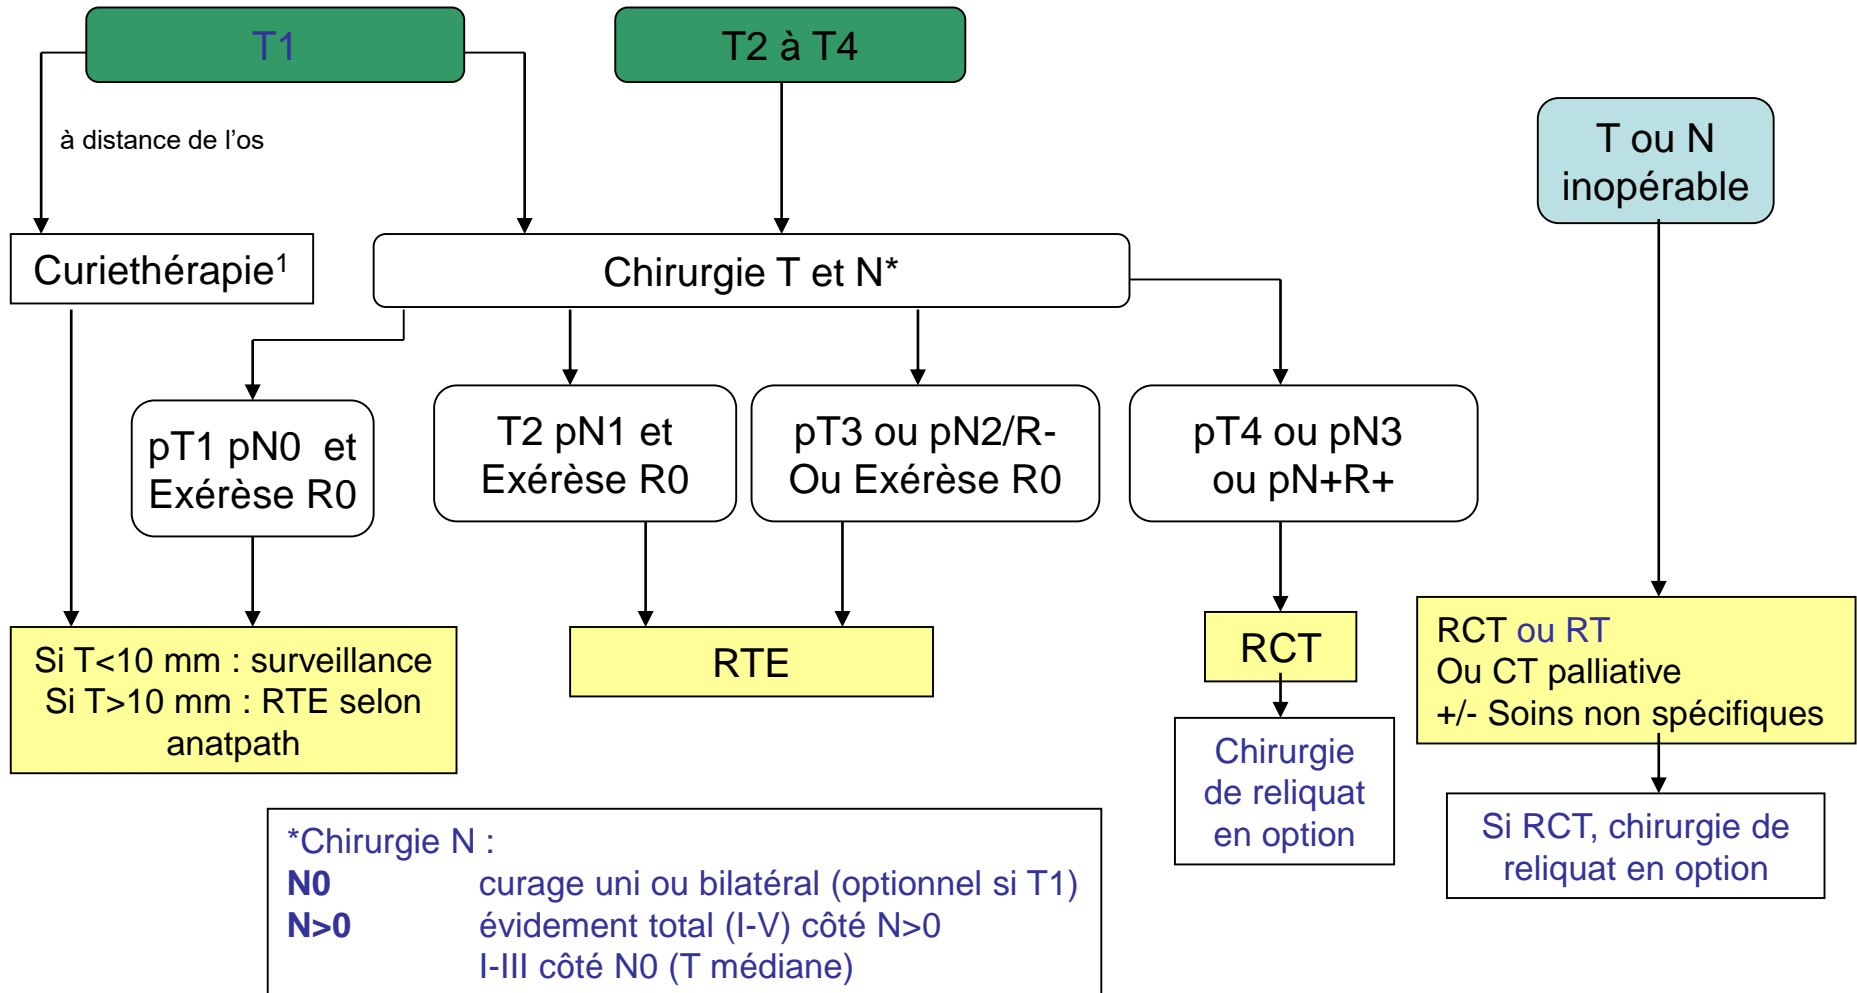 T1
T2 à T4
à distance de l'os
T ou N
inopérable
Curiethérapie¹
Chirurgie T et N*
pT1 pN0 et
Exérèse R0
T2 pN1 et
Exérèse R0
pT3 ou pN2/R-
Ou Exérèse R0
pT4 ou pN3
ou pN+R+
Si T<10 mm : surveillance
Si T>10 mm : RTE selon
anatpath
RTE
RCT
RCT ou RT
Ou CT palliative
+/- Soins non spécifiques
Chirurgie
de reliquat
en option
Si RCT, chirurgie de
reliquat en option
*Chirurgie N :
N0 curage uni ou bilatéral (optionnel si T1)
N>0 évidement total (I-V) côté N>0
I-III côté N0 (T médiane)